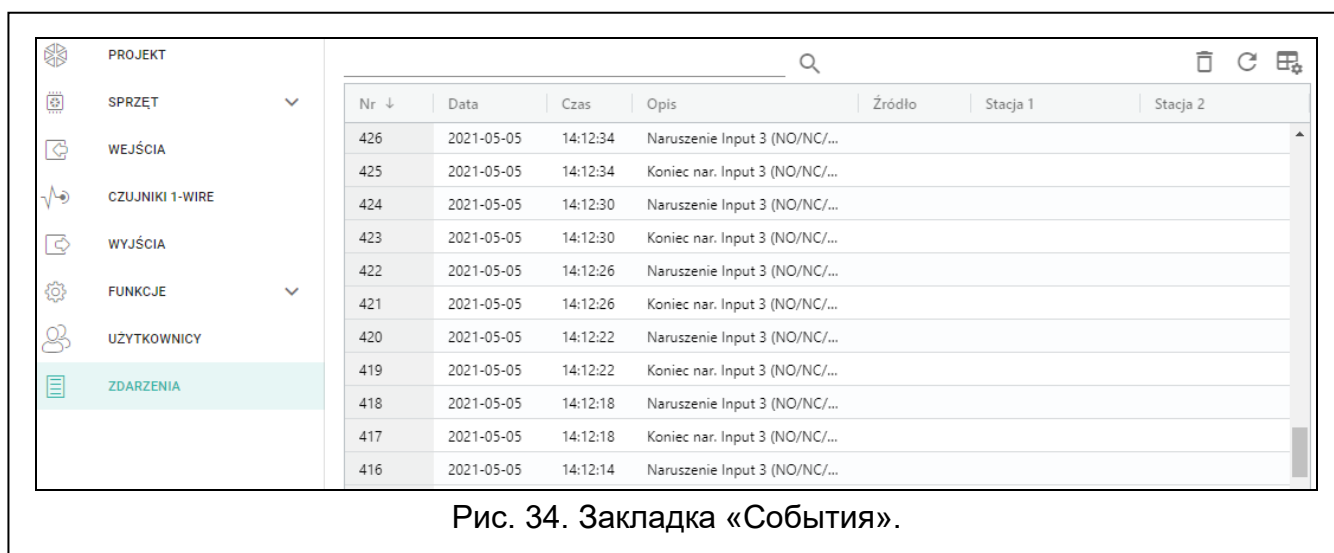 PROJEKT
SPRZĘT
WEJŚCIA
CZUJNIKI 1-WIRE
WYJŚCIA
FUNKCJE
UŻYTKOWNICY
ZDARZENIA
Nr ↓ Data Czas Opis Źródło Stacja 1 Stacja 2
426 2021-05-05 14:12:34 Naruszenie Input 3 (NO/NC/...
425 2021-05-05 14:12:34 Koniec nar. Input 3 (NO/NC/...
424 2021-05-05 14:12:30 Naruszenie Input 3 (NO/NC/...
423 2021-05-05 14:12:30 Koniec nar. Input 3 (NO/NC/...
422 2021-05-05 14:12:26 Naruszenie Input 3 (NO/NC/...
421 2021-05-05 14:12:26 Koniec nar. Input 3 (NO/NC/...
420 2021-05-05 14:12:22 Naruszenie Input 3 (NO/NC/...
419 2021-05-05 14:12:22 Koniec nar. Input 3 (NO/NC/...
418 2021-05-05 14:12:18 Naruszenie Input 3 (NO/NC/...
417 2021-05-05 14:12:18 Koniec nar. Input 3 (NO/NC/...
416 2021-05-05 14:12:14 Naruszenie Input 3 (NO/NC/...
Рис. 34. Закладка «События».